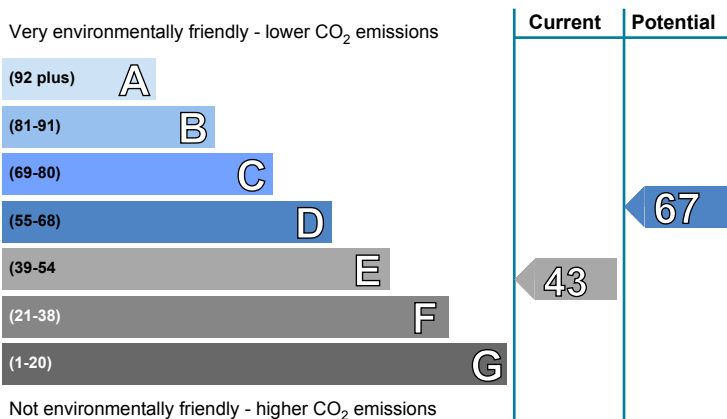 Very environmentally friendly - lower CO₂ emissions
Current
Potential
(92 plus) A
(81-91) B
(69-80) C
(55-68) D
67
(39-54 E
43
(21-38) F
(1-20) G
Not environmentally friendly - higher CO₂ emissions